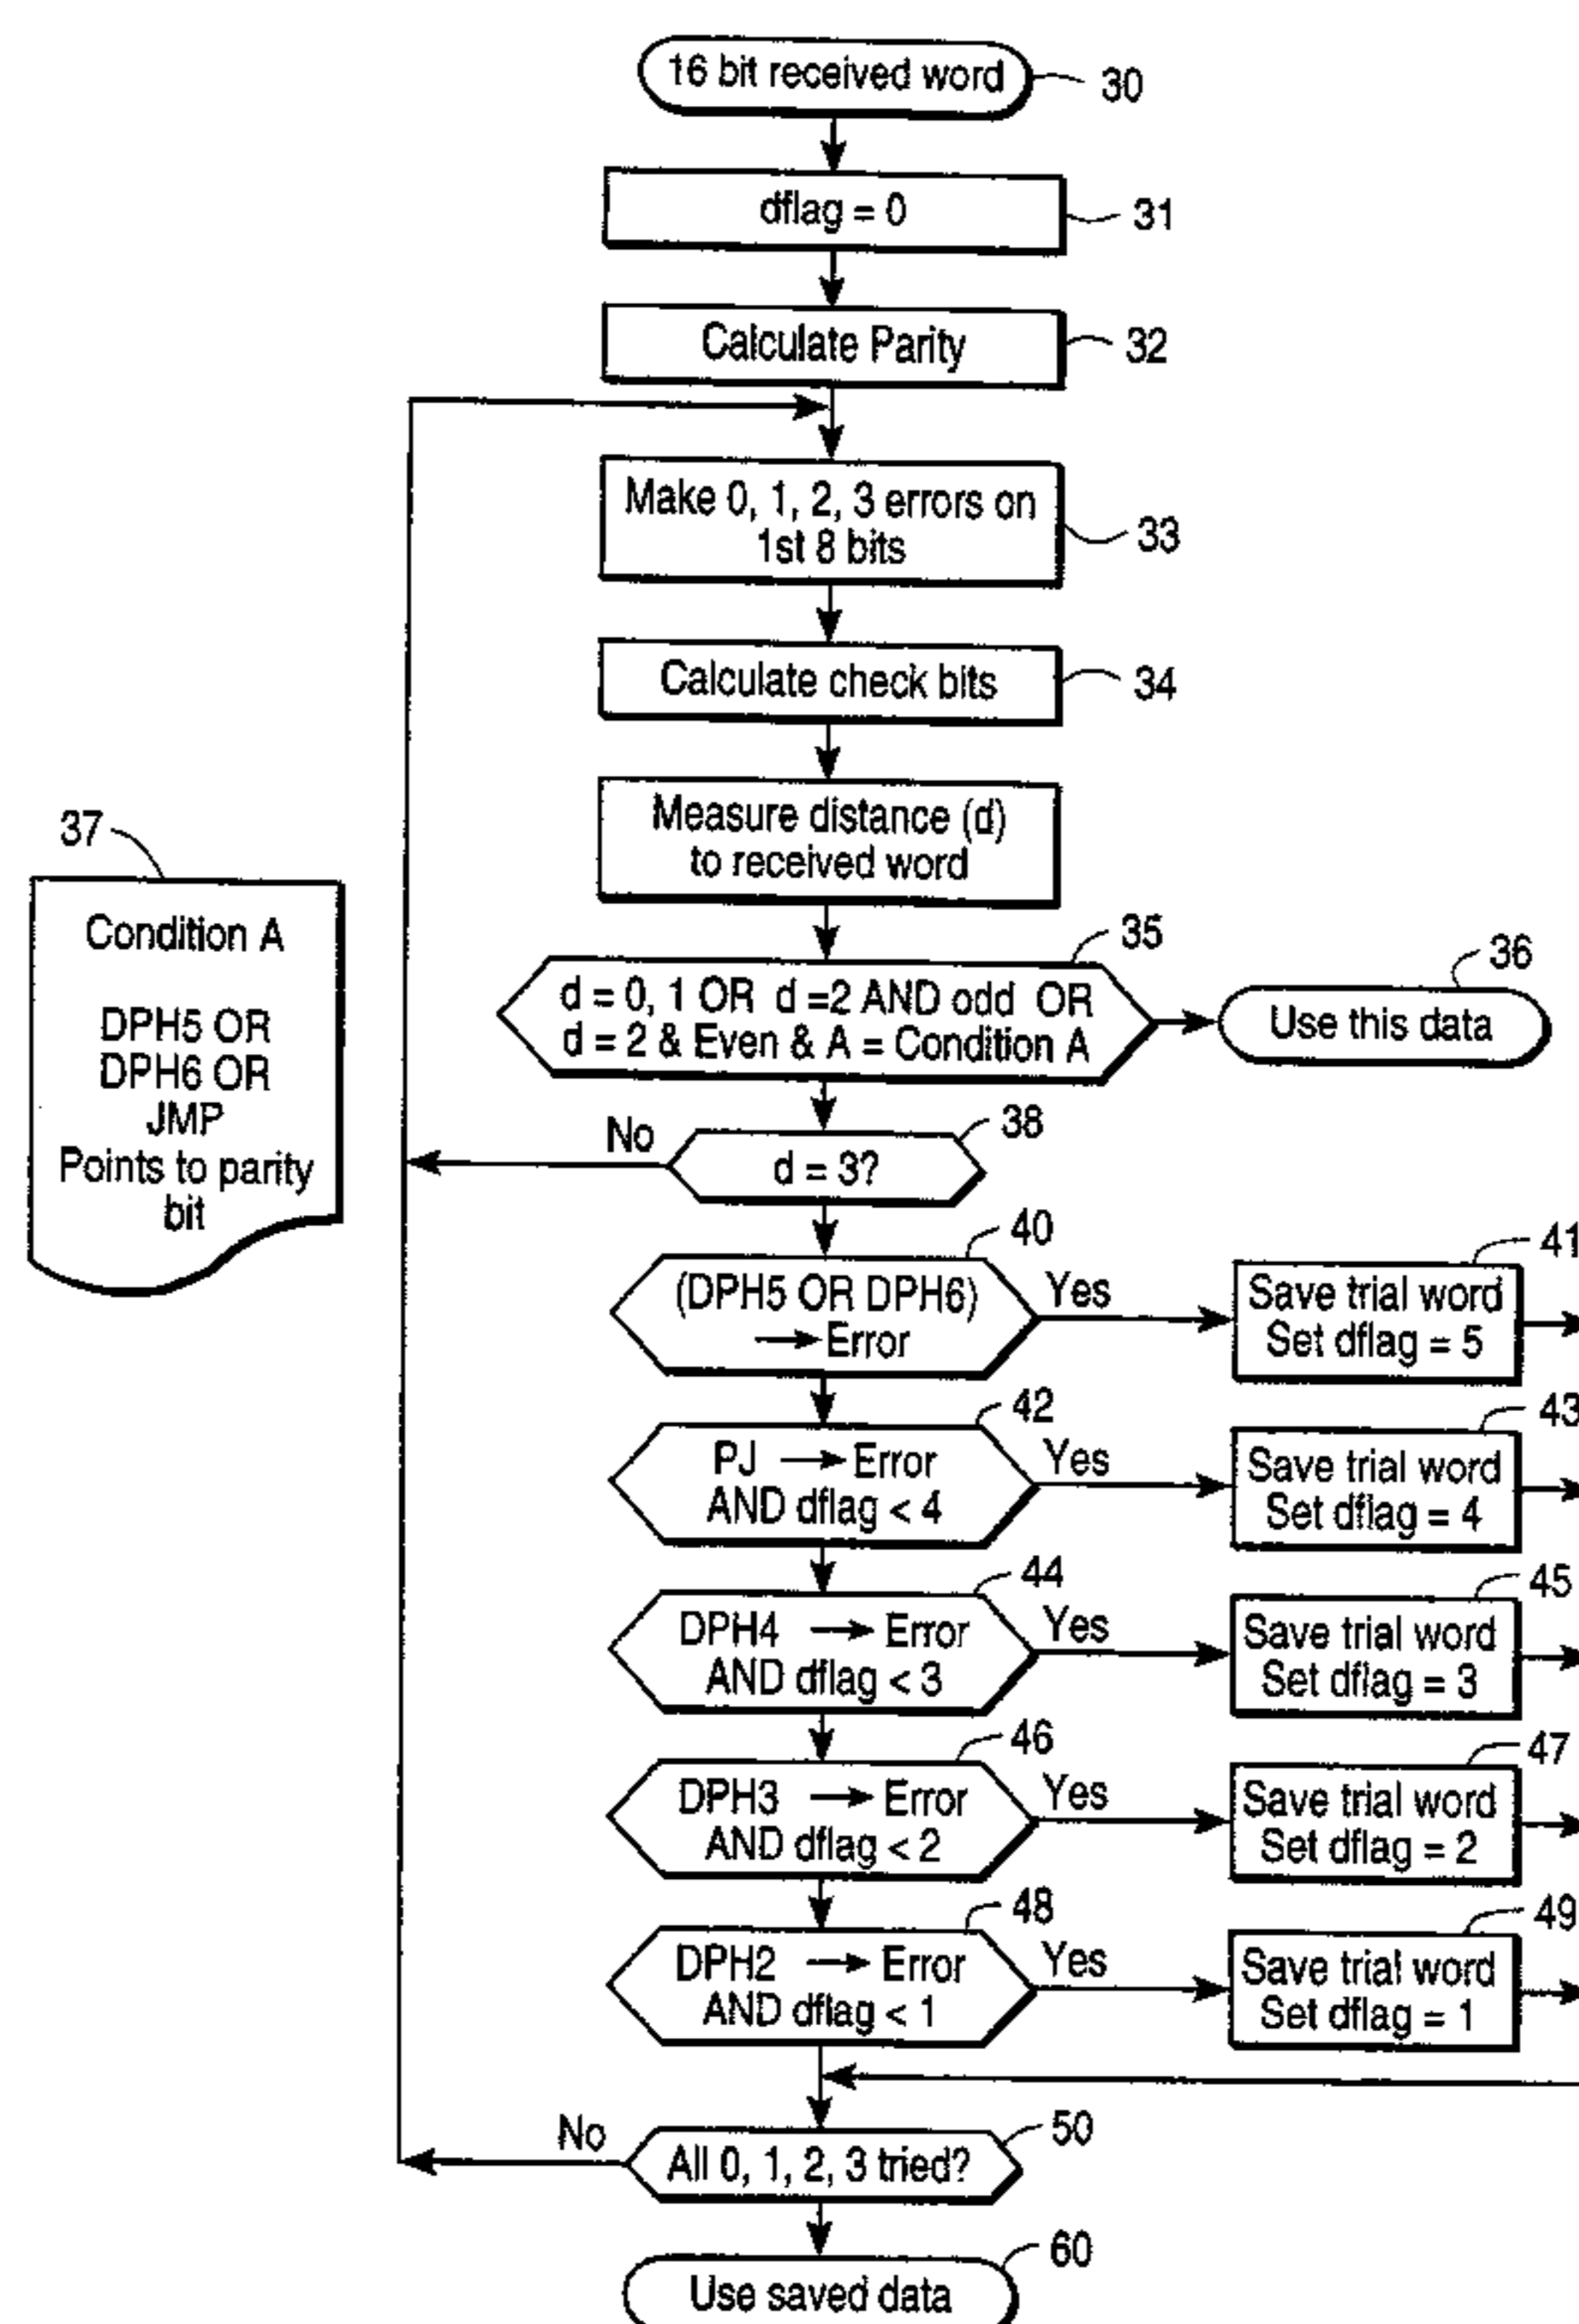 16 bit received word
30
dflag = 0
31
Calculate Parity
32
Make 0, 1, 2, 3 errors on
1st 8 bits
33
Calculate check bits
34
Measure distance (d)
to received word
37
Condition A
DPH5 OR
DPH6 OR
JMP
Points to parity
bit
35
d = 0, 1 OR d =2 AND odd OR
d = 2 & Even & A = Condition A
36
Use this data
38
No
d = 3?
40
(DPH5 OR DPH6)
→ Error
Yes
41
Save trial word
Set dflag = 5
42
PJ → Error
AND dflag < 4
Yes
43
Save trial word
Set dflag = 4
44
DPH4 → Error
AND dflag < 3
Yes
45
Save trial word
Set dflag = 3
46
DPH3 → Error
AND dflag < 2
Yes
47
Save trial word
Set dflag = 2
48
DPH2 → Error
AND dflag < 1
Yes
49
Save trial word
Set dflag = 1
50
No
All 0, 1, 2, 3 tried?
60
Use saved data